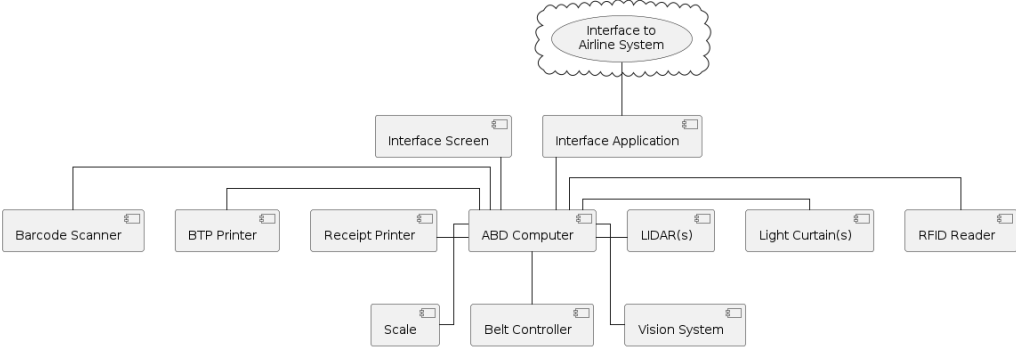 Interface to
Airline System
Interface Screen
Interface Application
Barcode Scanner
BTP Printer
Receipt Printer
ABD Computer
LIDAR(s)
Light Curtain(s)
RFID Reader
Scale
Belt Controller
Vision System